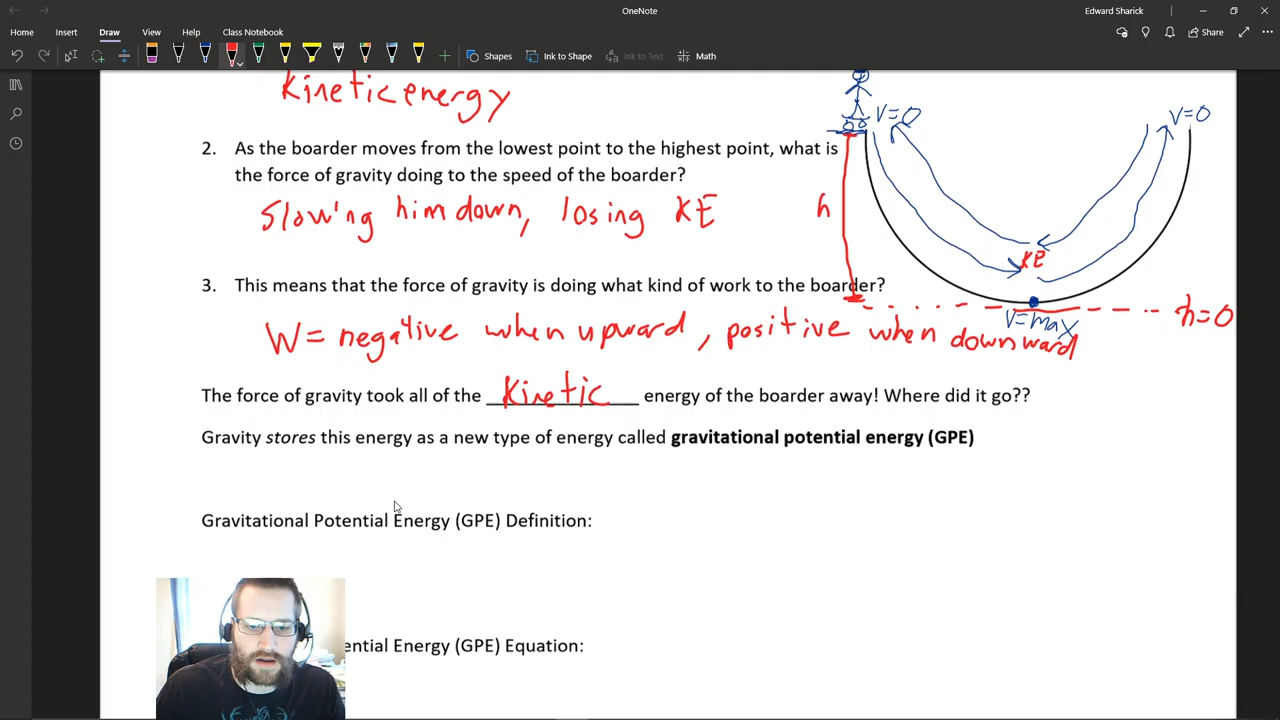 OneNote
Edward Sharick
Home Insert Draw View Help Class Notebook
Share
Shapes Ink to Shape Ink to Text Math
Kinetic energy
V=0 V=0
2. As the boarder moves from the lowest point to the highest point, what is
the force of gravity doing to the speed of the boarder?
Slowing him down, losing KE
h
KE
3. This means that the force of gravity is doing what kind of work to the boarder?
h=0
V=max
W = negative when upward, positive when downward
The force of gravity took all of the Kinetic energy of the boarder away! Where did it go??
Gravity stores this energy as a new type of energy called gravitational potential energy (GPE)
Gravitational Potential Energy (GPE) Definition:
ential Energy (GPE) Equation: